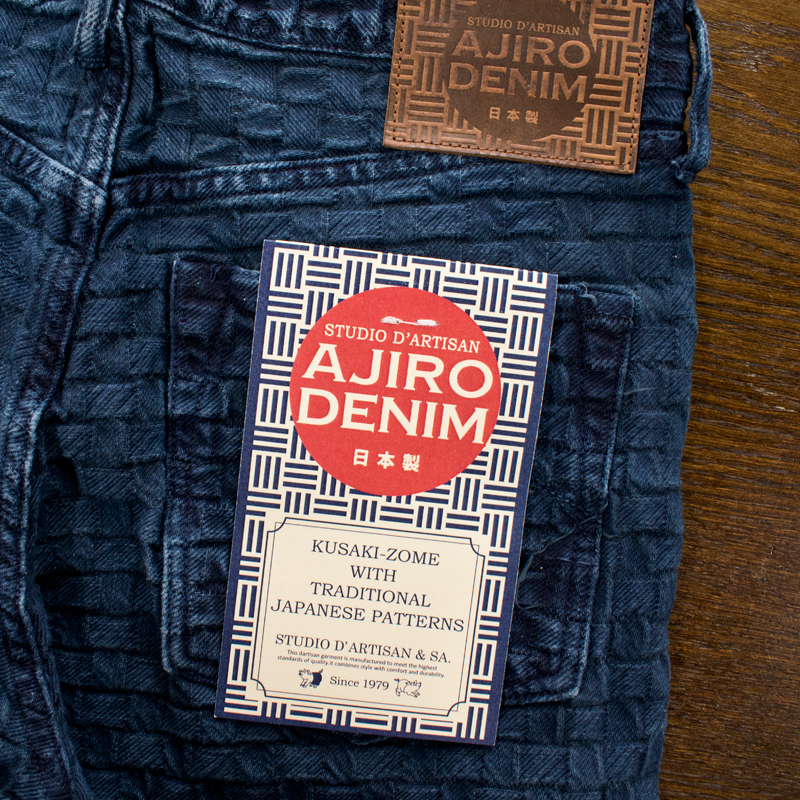 STUDIO D'ARTISAN
AJIRO
DENIM
日本製
STUDIO D'ARTISAN
AJIRO
DENIM
日本製
KUSAKI-ZOME
WITH
TRADITIONAL
JAPANESE PATTERNS
STUDIO D'ARTISAN & SA.
This dartisan garment is manufactured to meet the highest
standards of quality.it combines style with comfort and durability.
Since 1979